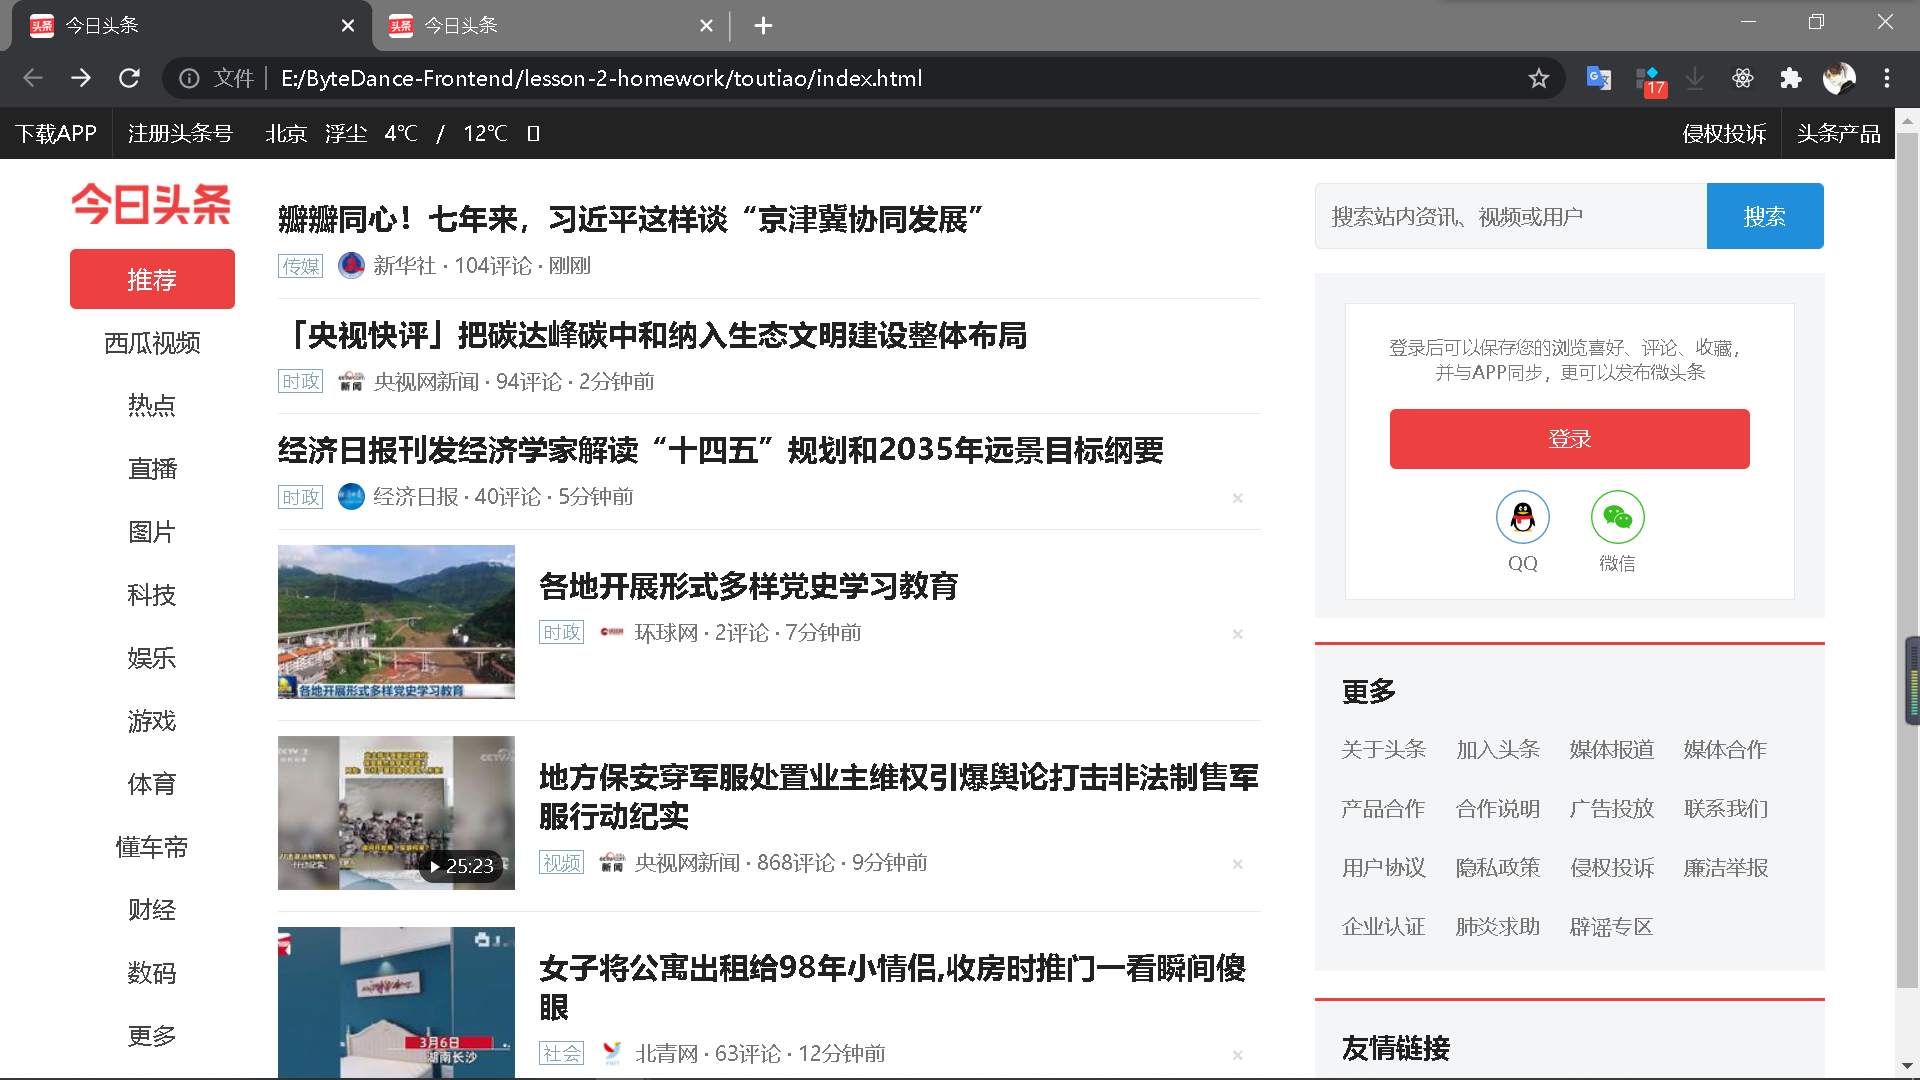 今日头条
今日头条
文件 | E:/ByteDance-Frontend/lesson-2-homework/toutiao/index.html
17
下载APP 注册头条号 北京 浮尘 4℃ / 12℃ 侵权投诉 头条产品
今日头条
推荐
西瓜视频
热点
直播
图片
科技
娱乐
游戏
体育
懂车帝
财经
数码
更多
瓣瓣同心！七年来，习近平这样谈“京津冀协同发展”
传媒 新华社 · 104评论 · 刚刚
「央视快评」把碳达峰碳中和纳入生态文明建设整体布局
时政 央视网新闻 · 94评论 · 2分钟前
经济日报刊发经济学家解读“十四五”规划和2035年远景目标纲要
时政 经济日报 · 40评论 · 5分钟前
各地开展形式多样党史学习教育
各地开展形式多样党史学习教育
时政 环球网 · 2评论 · 7分钟前
25:23
地方保安穿军服处置业主维权引爆舆论打击非法制售军
服行动纪实
视频 央视网新闻 · 868评论 · 9分钟前
3月6日
湖南长沙
女子将公寓出租给98年小情侣,收房时推门一看瞬间傻
眼
社会 北青网 · 63评论 · 12分钟前
搜索站内资讯、视频或用户 搜索
登录后可以保存您的浏览喜好、评论、收藏，
并与APP同步，更可以发布微头条
登录
QQ 微信
更多
关于头条 加入头条 媒体报道 媒体合作
产品合作 合作说明 广告投放 联系我们
用户协议 隐私政策 侵权投诉 廉洁举报
企业认证 肺炎求助 辟谣专区
友情链接